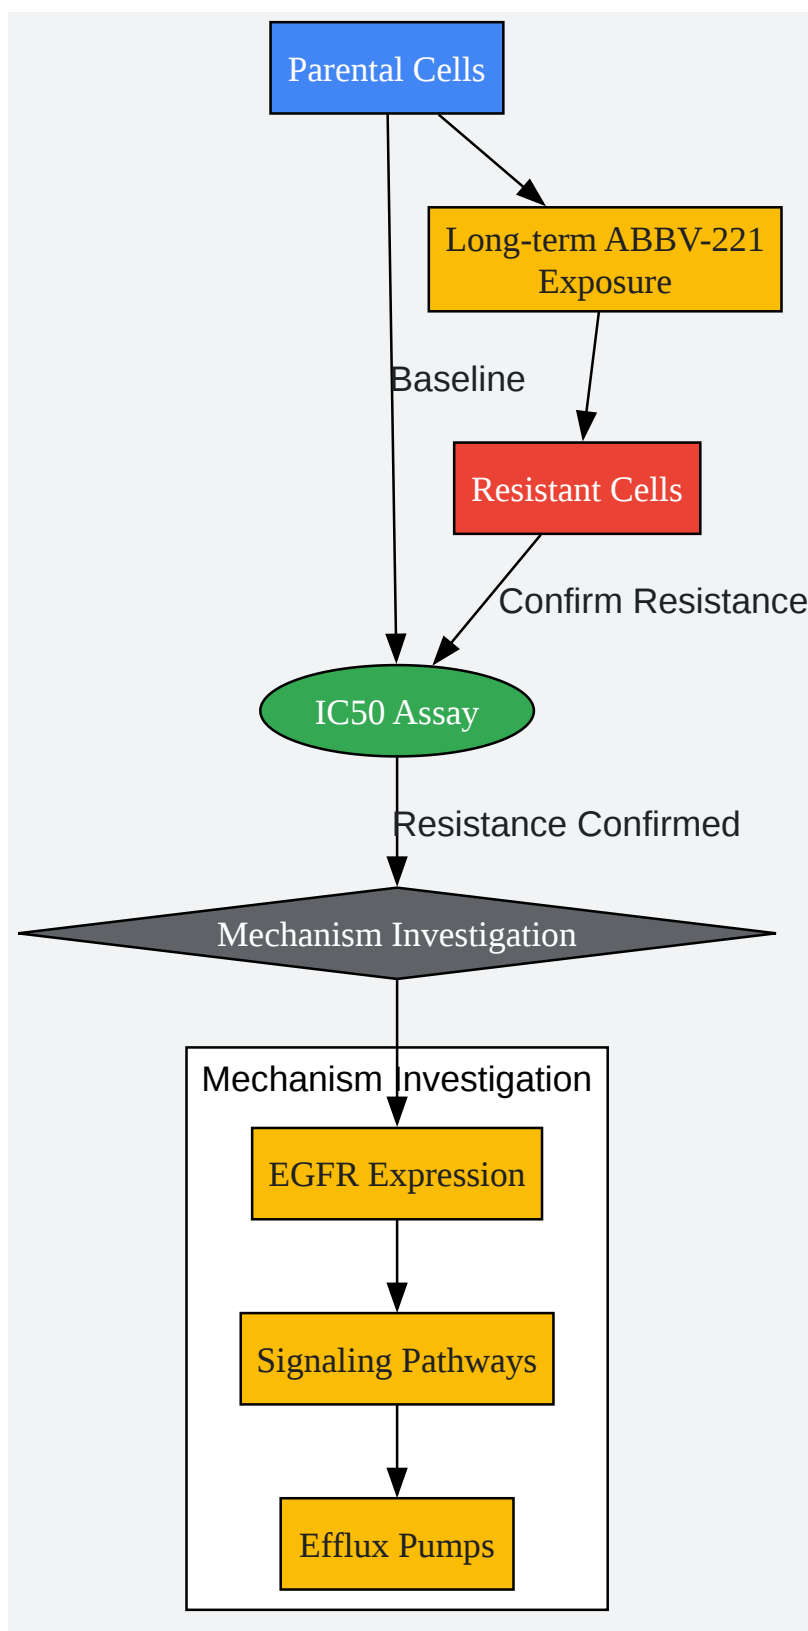 Parental Cells
Long-term ABBV-221
Exposure
Baseline
Resistant Cells
Confirm Resistance
IC50 Assay
Resistance Confirmed
Mechanism Investigation
Mechanism Investigation
EGFR Expression
Signaling Pathways
Efflux Pumps